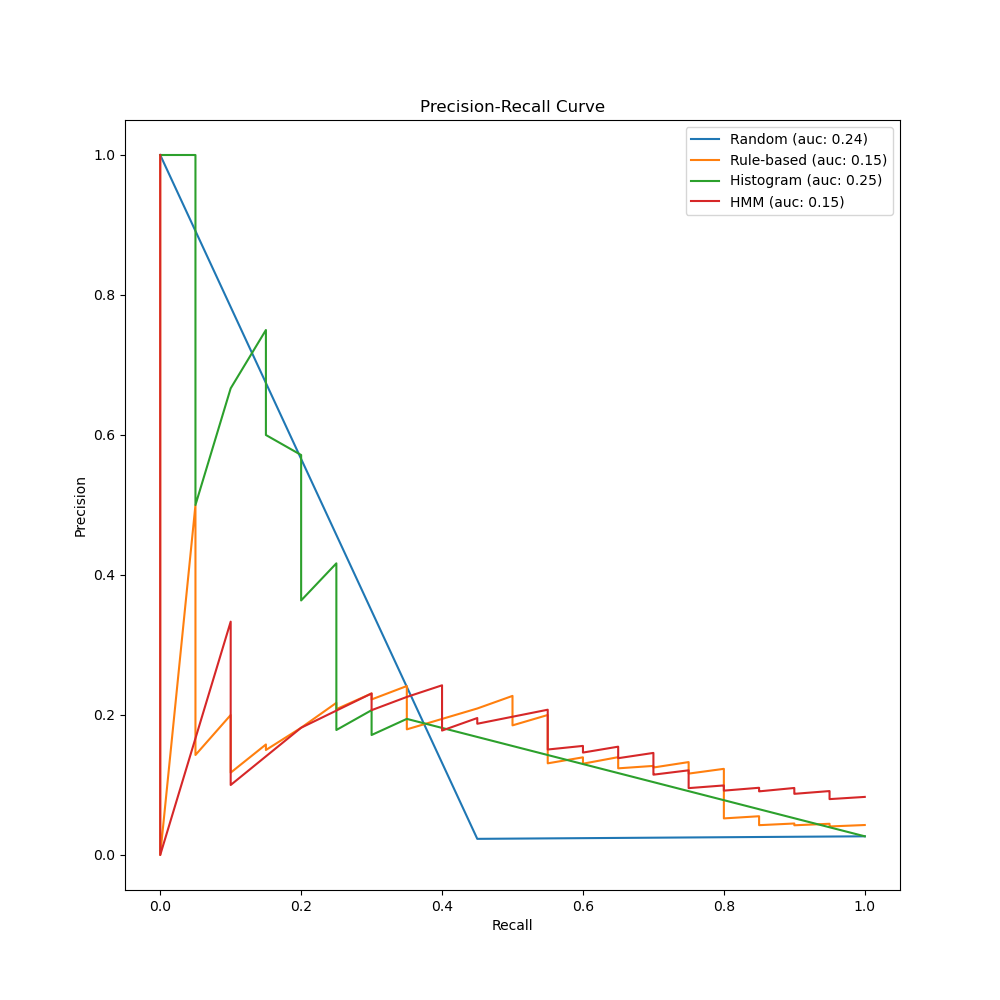 Precision-Recall Curve
Random (auc: 0.24)
Rule-based (auc: 0.15)
Histogram (auc: 0.25)
HMM (auc: 0.15)
1.0
0.8
0.6
0.4
0.2
0.0
Precision
0.0 0.2 0.4 0.6 0.8 1.0
Recall